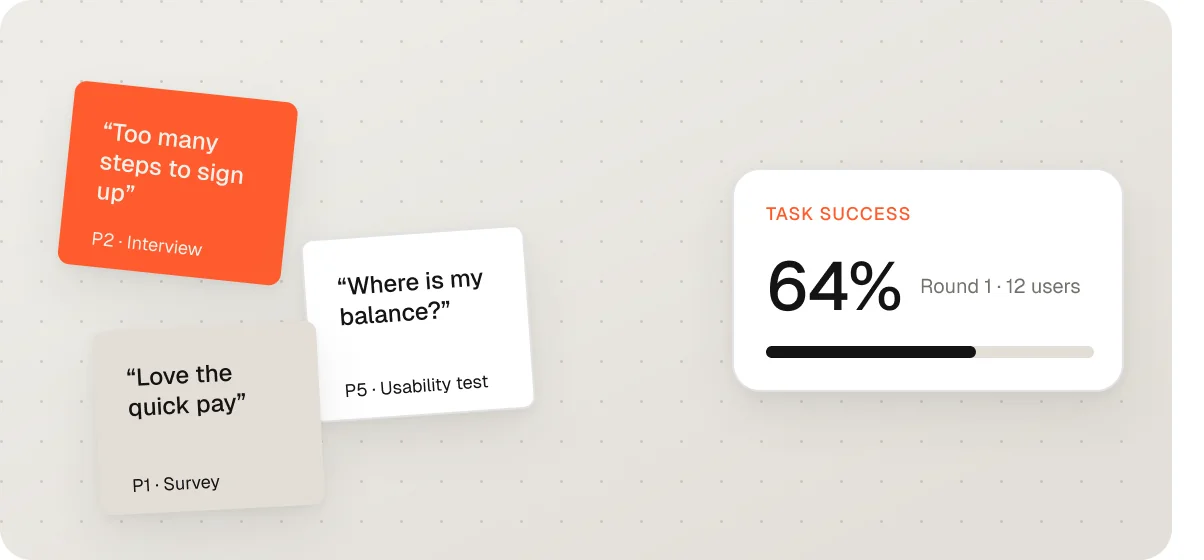 “Too many
steps to sign
up”
P2 · Interview
“Where is my
balance?”
P5 · Usability test
“Love the
quick pay”
P1 · Survey
TASK SUCCESS
64% Round 1 · 12 users